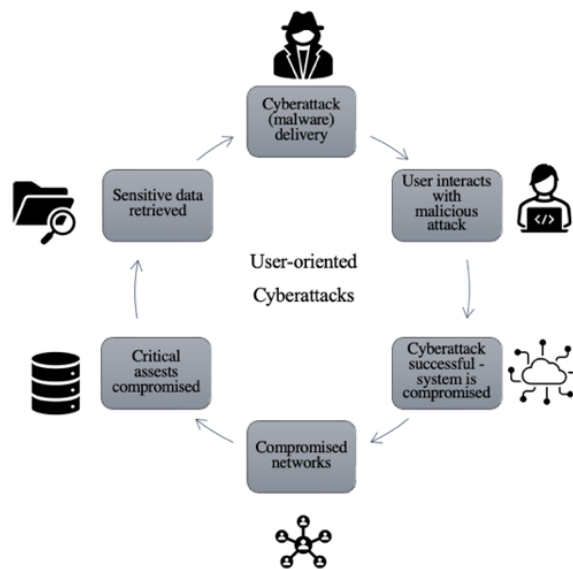 Cyberattack
(malware)
delivery
User interacts
with
malicious
attack
Cyberattack
successful -
system is
compromised
Compromised
networks
Critical
assests
compromised
Sensitive data
retrieved
User-oriented
Cyberattacks